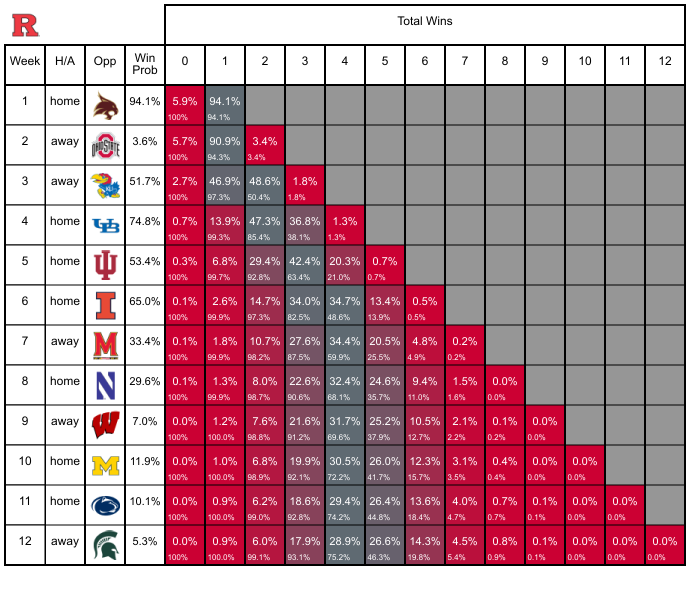 R
Total Wins
Week H/A Opp Win Prob 0 1 2 3 4 5 6 7 8 9 10 11 12
1 home 94.1% 5.9% 94.1%
100% 94.1%
2 away OHIO STATE 3.6% 5.7% 90.9% 3.4%
100% 94.3% 3.4%
3 away KU 51.7% 2.7% 46.9% 48.6% 1.8%
100% 97.3% 50.4% 1.8%
4 home UB 74.8% 0.7% 13.9% 47.3% 36.8% 1.3%
100% 99.3% 85.4% 38.1% 1.3%
5 home 53.4% 0.3% 6.8% 29.4% 42.4% 20.3% 0.7%
100% 99.7% 92.8% 63.4% 21.0% 0.7%
6 home I 65.0% 0.1% 2.6% 14.7% 34.0% 34.7% 13.4% 0.5%
100% 99.9% 97.3% 82.5% 48.6% 13.9% 0.5%
7 away M 33.4% 0.1% 1.8% 10.7% 27.6% 34.4% 20.5% 4.8% 0.2%
100% 99.9% 98.2% 87.5% 59.9% 25.5% 4.9% 0.2%
8 home N 29.6% 0.1% 1.3% 8.0% 22.6% 32.4% 24.6% 9.4% 1.5% 0.0%
100% 99.9% 98.7% 90.6% 68.1% 35.7% 11.0% 1.6% 0.0%
9 away W 7.0% 0.0% 1.2% 7.6% 21.6% 31.7% 25.2% 10.5% 2.1% 0.1% 0.0%
100% 100.0% 98.8% 91.2% 69.6% 37.9% 12.7% 2.2% 0.2% 0.0%
10 home M 11.9% 0.0% 1.0% 6.8% 19.9% 30.5% 26.0% 12.3% 3.1% 0.4% 0.0% 0.0%
100% 100.0% 98.9% 92.1% 72.2% 41.7% 15.7% 3.5% 0.4% 0.0% 0.0%
11 home 10.1% 0.0% 0.9% 6.2% 18.6% 29.4% 26.4% 13.6% 4.0% 0.7% 0.1% 0.0% 0.0%
100% 100.0% 99.0% 92.8% 74.2% 44.8% 18.4% 4.7% 0.7% 0.1% 0.0% 0.0%
12 away 5.3% 0.0% 0.9% 6.0% 17.9% 28.9% 26.6% 14.3% 4.5% 0.8% 0.1% 0.0% 0.0% 0.0%
100% 100.0% 99.1% 93.1% 75.2% 46.3% 19.8% 5.4% 0.9% 0.1% 0.0% 0.0% 0.0%